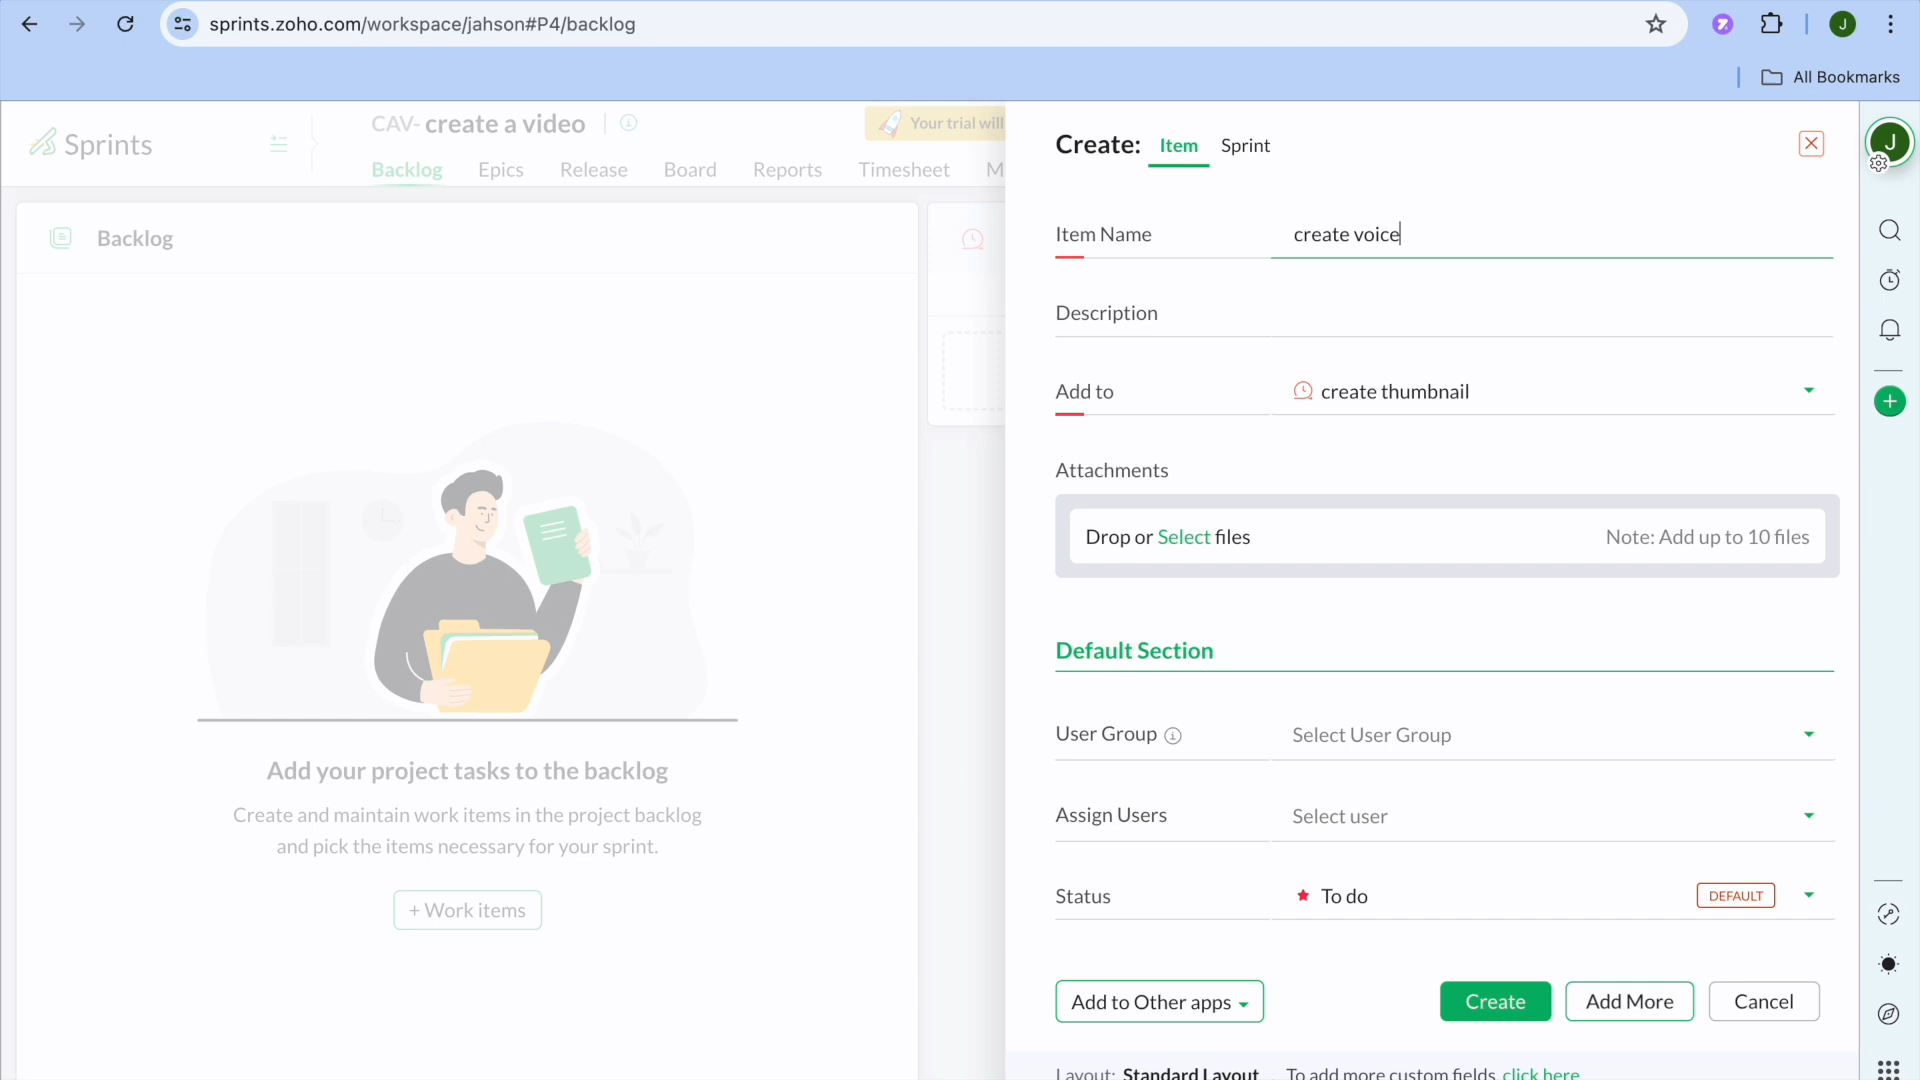 sprints.zoho.com/workspace/jahson#P4/backlog
J
All Bookmarks
Sprints
CAV- create a video
Your trial will
Backlog
Epics
Release
Board
Reports
Timesheet
M
Backlog
Add your project tasks to the backlog
Create and maintain work items in the project backlog
and pick the items necessary for your sprint.
+ Work items
Create: Item Sprint
Item Name create voice
Description
Add to create thumbnail
Attachments
Drop or Select files Note: Add up to 10 files
Default Section
User Group Select User Group
Assign Users Select user
Status To do DEFAULT
Add to Other apps Create Add More Cancel
Layout: Standard Layout To add more custom fields, click here
J